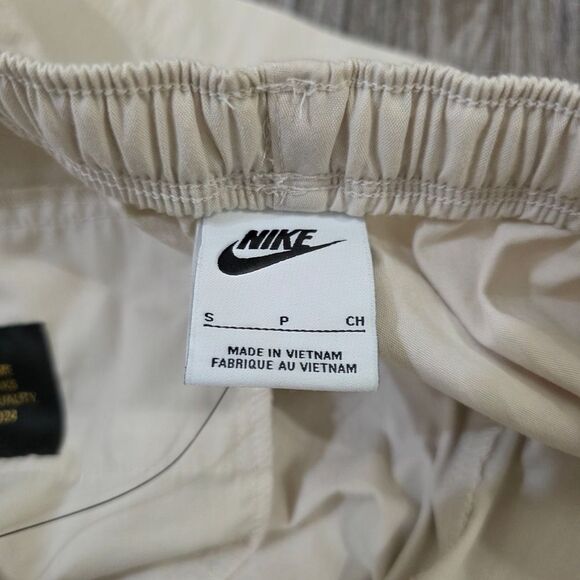 NIKE
S P CH
MADE IN VIETNAM
FABRIQUE AU VIETNAM